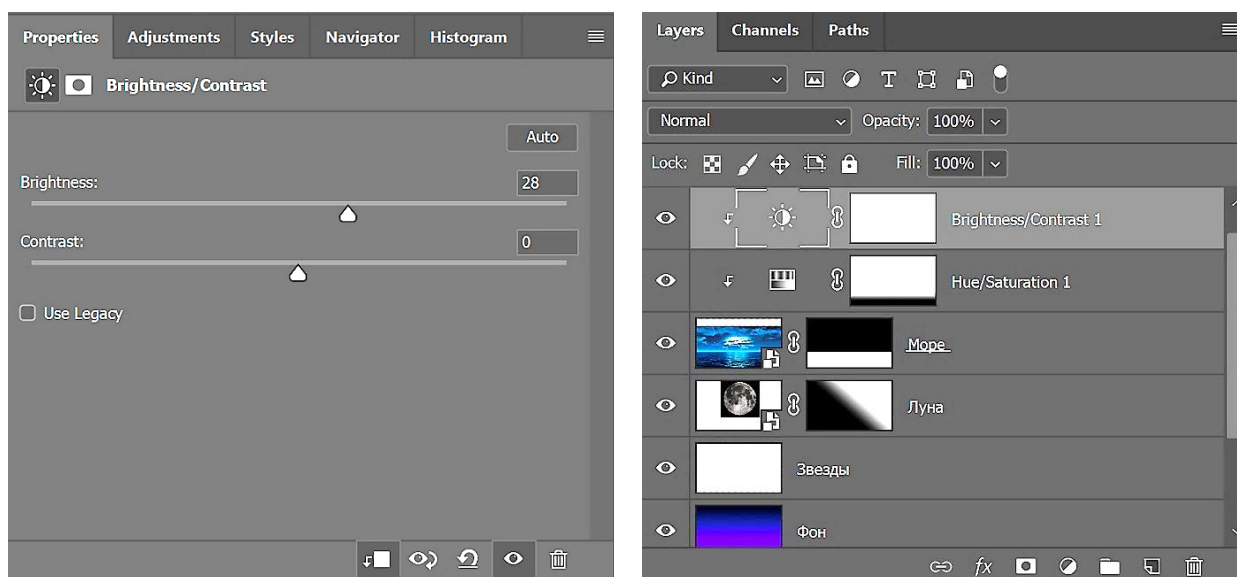 Properties Adjustments Styles Navigator Histogram
Brightness/Contrast
Auto
Brightness: 28
Contrast: 0
Use Legacy
Layers Channels Paths
Kind
Normal Opacity: 100%
Lock: Fill: 100%
Brightness/Contrast 1
Hue/Saturation 1
Море
Луна
Звезды
Фон
fx